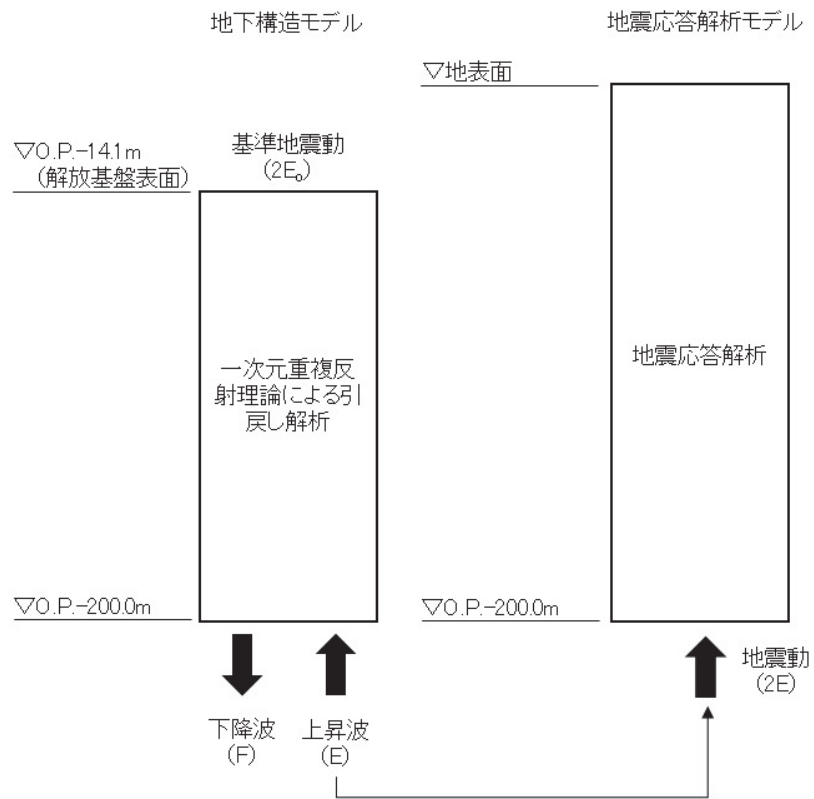 地下構造モデル
地震応答解析モデル
▽地表面
▽O.P.-14.1m
(解放基盤表面)
基準地震動
(2E₀)
一次元重複反
射理論による引
戻し解析
地震応答解析
▽O.P.-200.0m
▽O.P.-200.0m
下降波
(F)
上昇波
(E)
地震動
(2E)